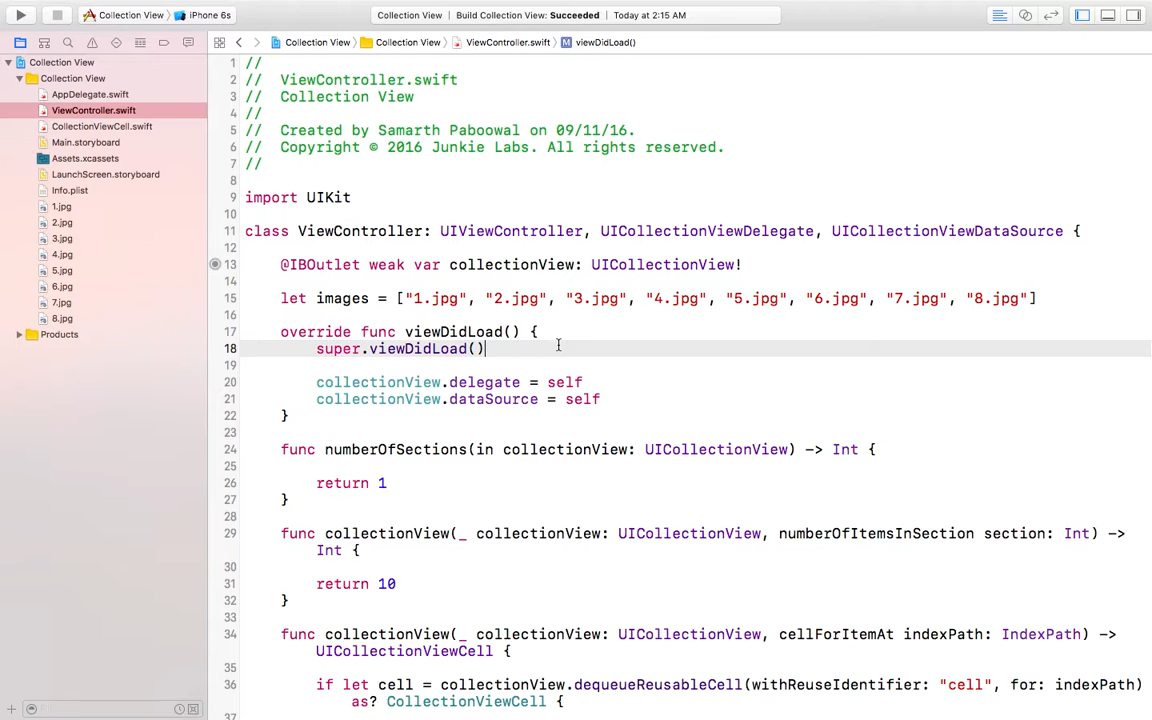 Collection View
iPhone 6s
Collection View | Build Collection View: Succeeded | Today at 2:15 AM
Collection View
Collection View
ViewController.swift
M viewDidLoad()
Collection View
Collection View
AppDelegate.swift
ViewController.swift
CollectionViewCell.swift
Main.storyboard
Assets.xcassets
LaunchScreen.storyboard
Info.plist
1.jpg
2.jpg
3.jpg
4.jpg
5.jpg
6.jpg
7.jpg
8.jpg
Products
1 //
2 //  ViewController.swift
3 //  Collection View
4 //
5 //  Created by Samarth Paboowal on 09/11/16.
6 //  Copyright © 2016 Junkie Labs. All rights reserved.
7 //
8
9 import UIKit
10
11 class ViewController: UIViewController, UICollectionViewDelegate, UICollectionViewDataSource {
12
13     @IBOutlet weak var collectionView: UICollectionView!
14
15     let images = ["1.jpg", "2.jpg", "3.jpg", "4.jpg", "5.jpg", "6.jpg", "7.jpg", "8.jpg"]
16
17     override func viewDidLoad() {
18         super.viewDidLoad()
19
20         collectionView.delegate = self
21         collectionView.dataSource = self
22     }
23
24     func numberOfSections(in collectionView: UICollectionView) -> Int {
25
26         return 1
27     }
28
29     func collectionView(_ collectionView: UICollectionView, numberOfItemsInSection section: Int) ->
Int {
30
31         return 10
32     }
33
34     func collectionView(_ collectionView: UICollectionView, cellForItemAt indexPath: IndexPath) ->
UICollectionViewCell {
35
36         if let cell = collectionView.dequeueReusableCell(withReuseIdentifier: "cell", for: indexPath)
as? CollectionViewCell {
37